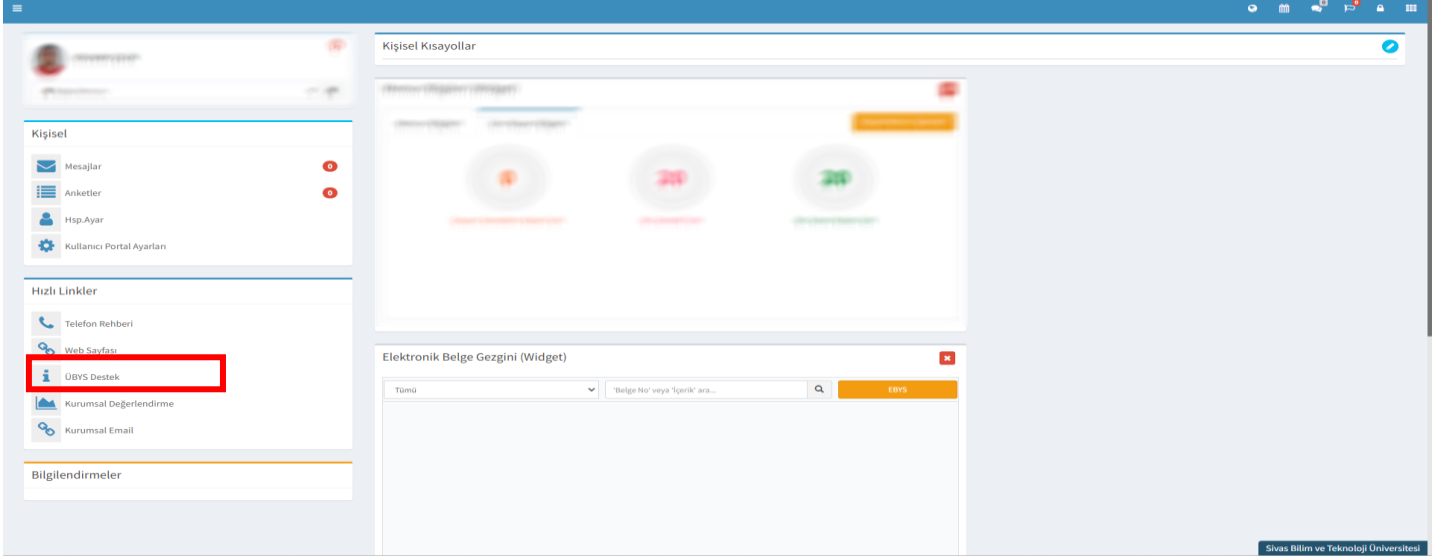 0
0
Kişisel Kısayollar
Kişisel
Mesajlar
0
Anketler
0
Hsp.Ayar
Kullanıcı Portal Ayarları
Hızlı Linkler
Telefon Rehberi
Web Sayfası
ÜBYS Destek
Kurumsal Değerlendirme
Kurumsal Email
Bilgilendirmeler
Elektronik Belge Gezgini (Widget)
Tümü
'Belge No' veya 'İçerik' ara...
EBYS
Sivas Bilim ve Teknoloji Üniversitesi